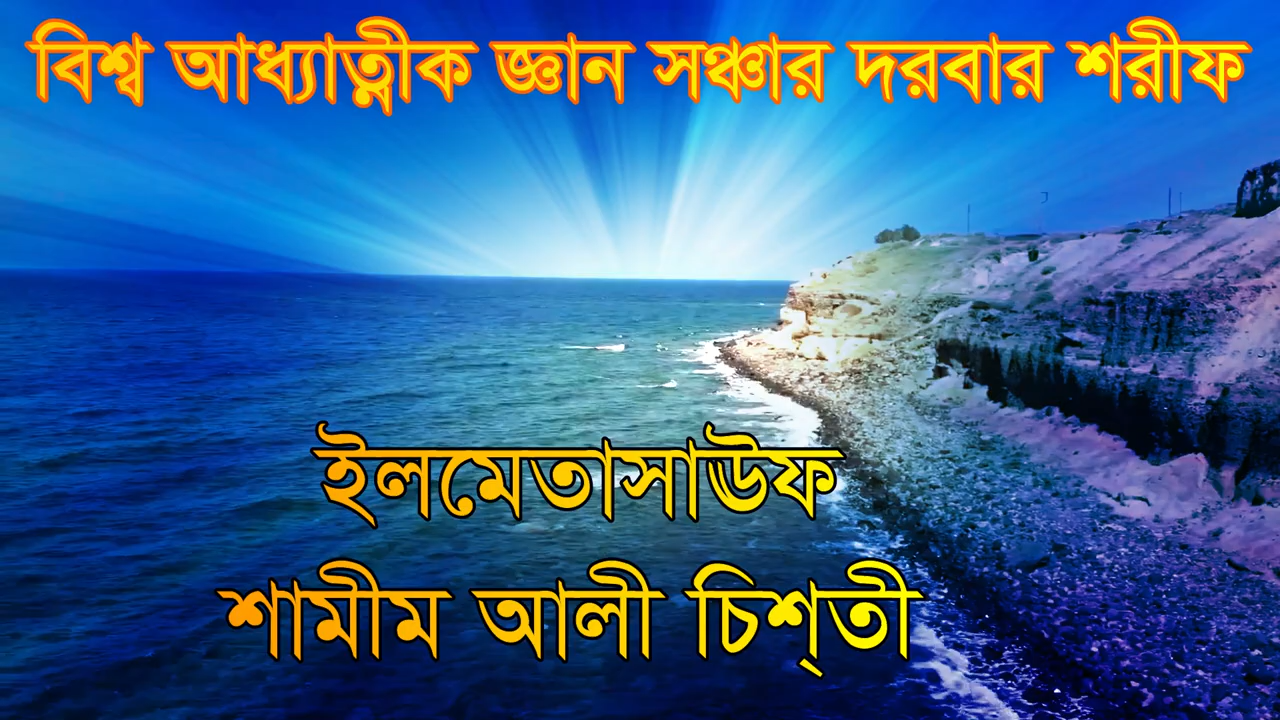 বিশ্ব আধ্যাত্নীক জ্ঞান সঞ্চার দরবার শরীফ
ইলমেতাসাউফ
শামীম আলী চিশ্‌তী